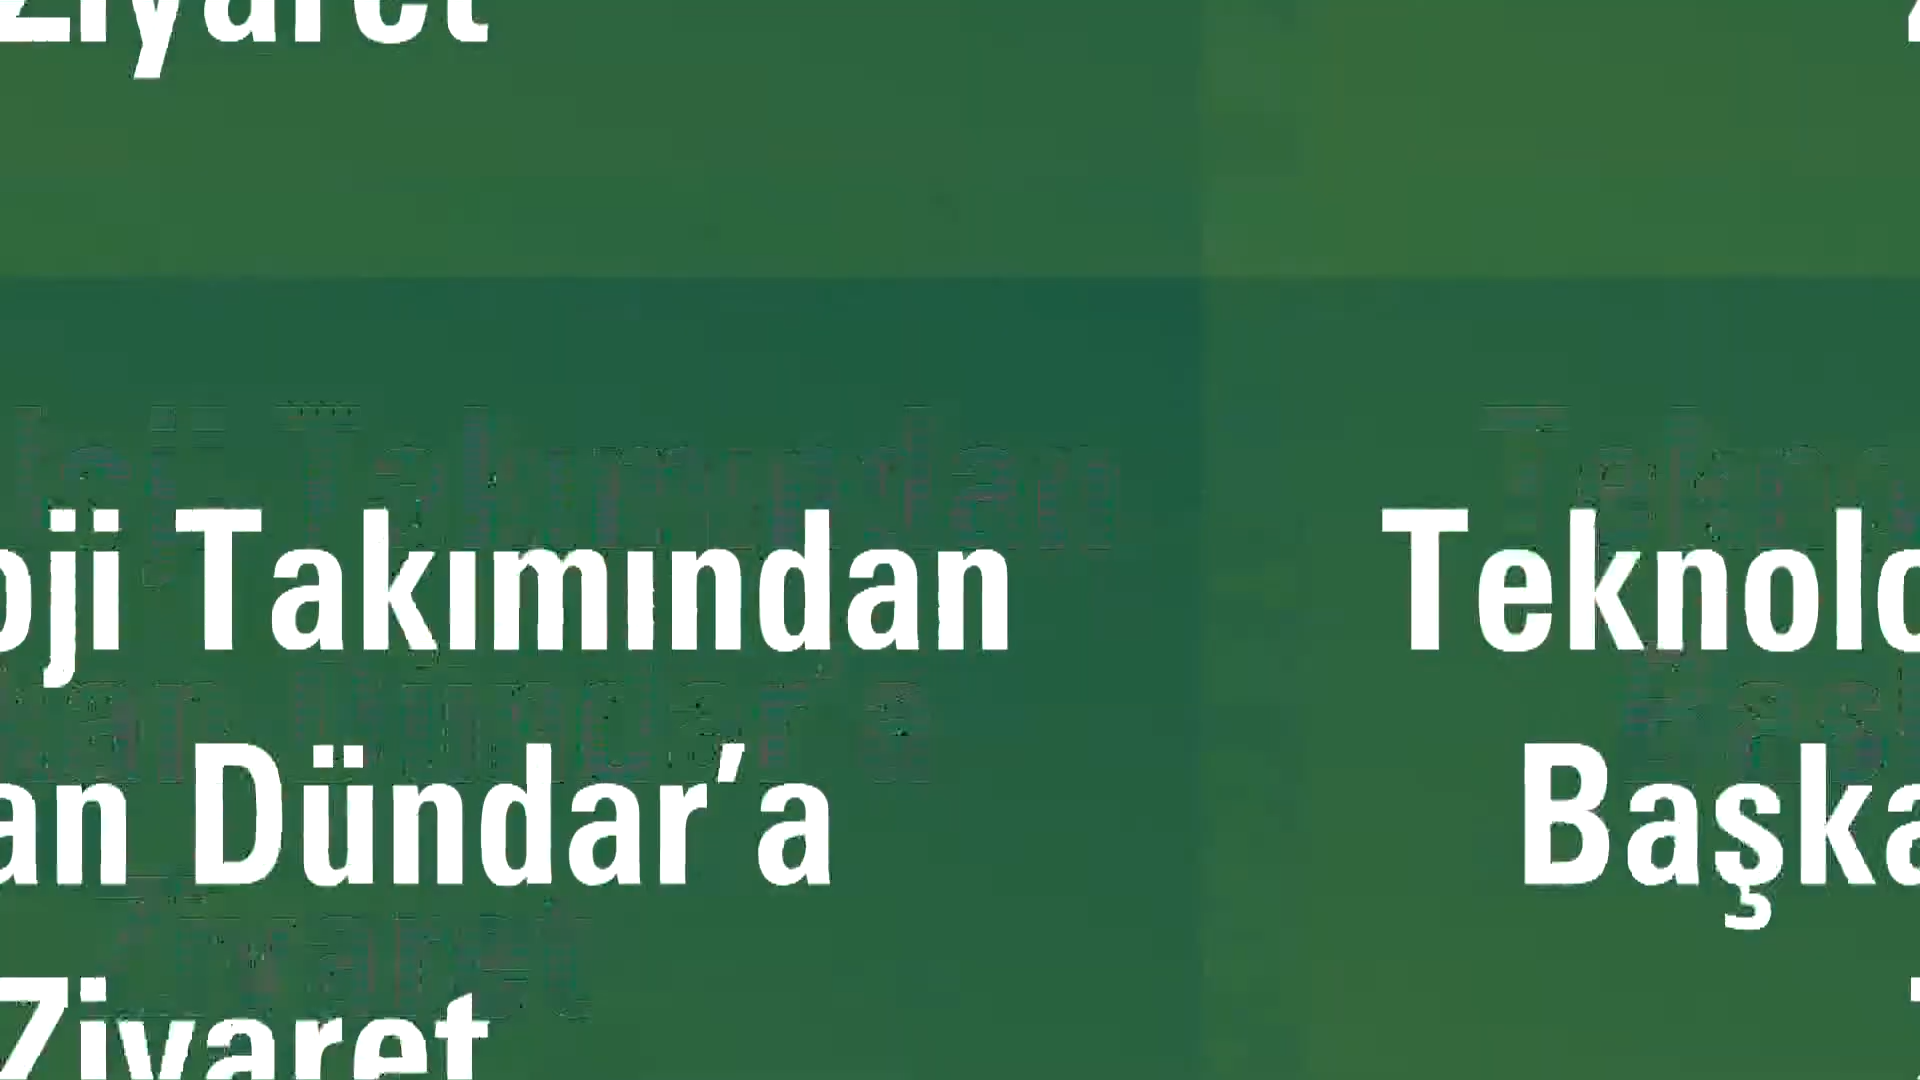 Ziyaret
oji Takımından
Teknolo
an Dündar’a
Başka
Ziyaret